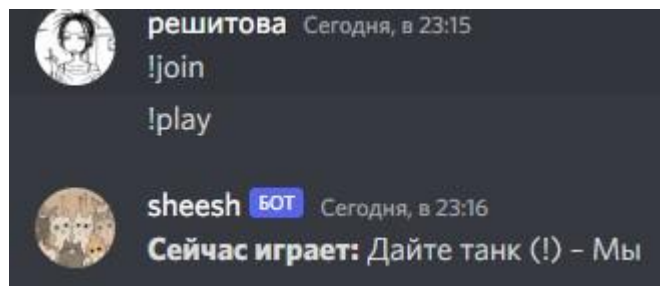 решитова Сегодня, в 23:15
!join
!play
sheesh БОТ Сегодня, в 23:16
Сейчас играет: Дайте танк (!) – Мы